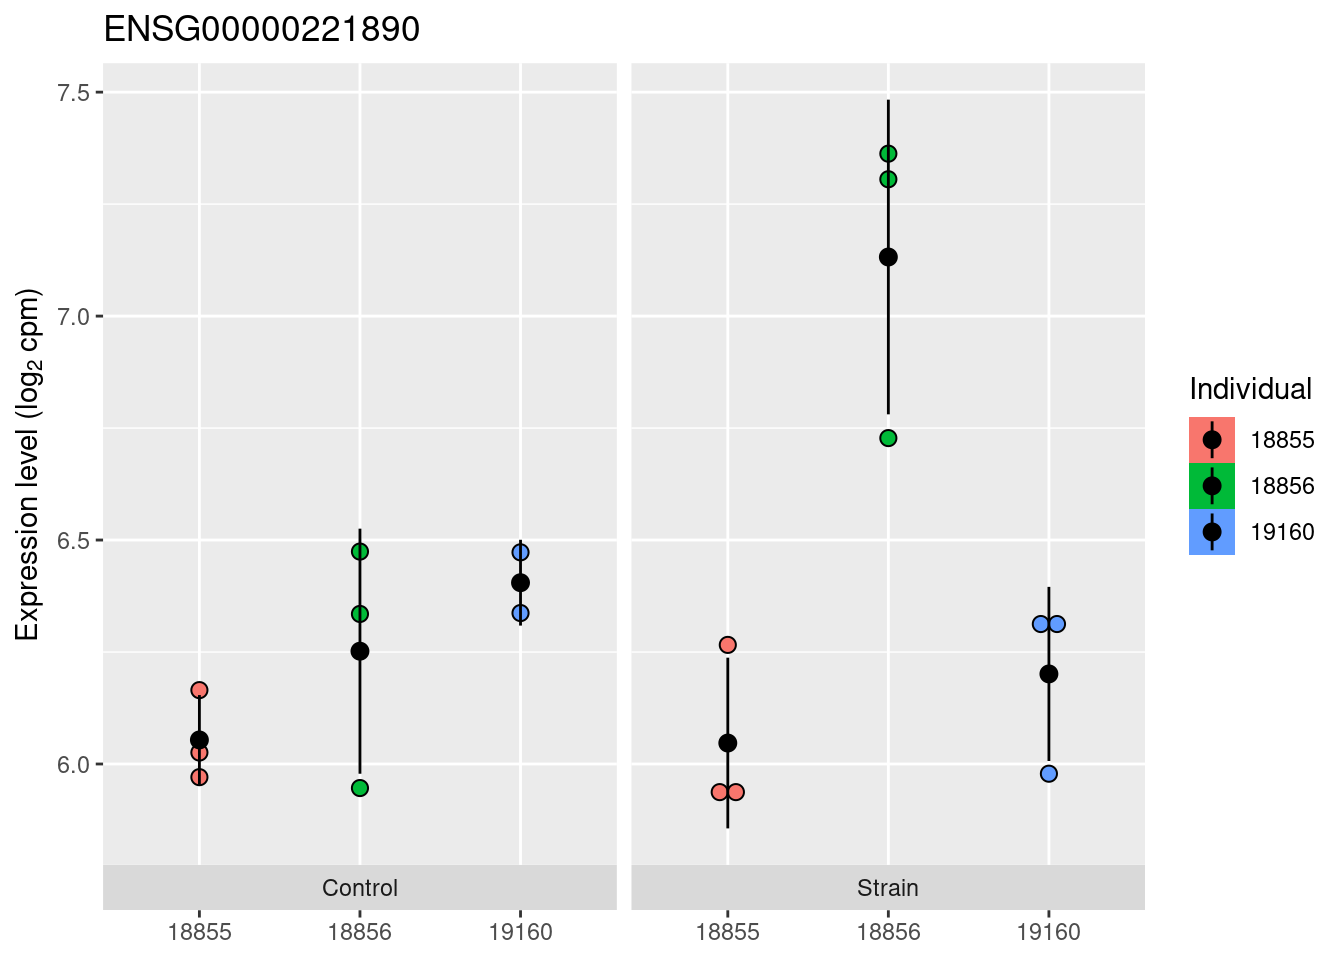 ENSG00000221890
Expression level (log₂ cpm)
7.5
7.0
6.5
6.0
Control
Strain
18855
18856
19160
18855
18856
19160
Individual
18855
18856
19160